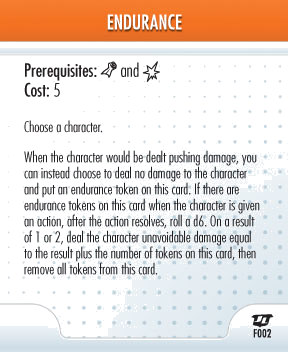 ENDURANCE
Prerequisites: and
Cost: 5
Choose a character.
When the character would be dealt pushing damage, you
can instead choose to deal no damage to the character
and put an endurance token on this card. If there are
endurance tokens on this card when the character is given
an action, after the action resolves, roll a d6. On a result
of 1 or 2, deal the character unavoidable damage equal
to the result plus the number of tokens on this card, then
remove all tokens from this card.
F002